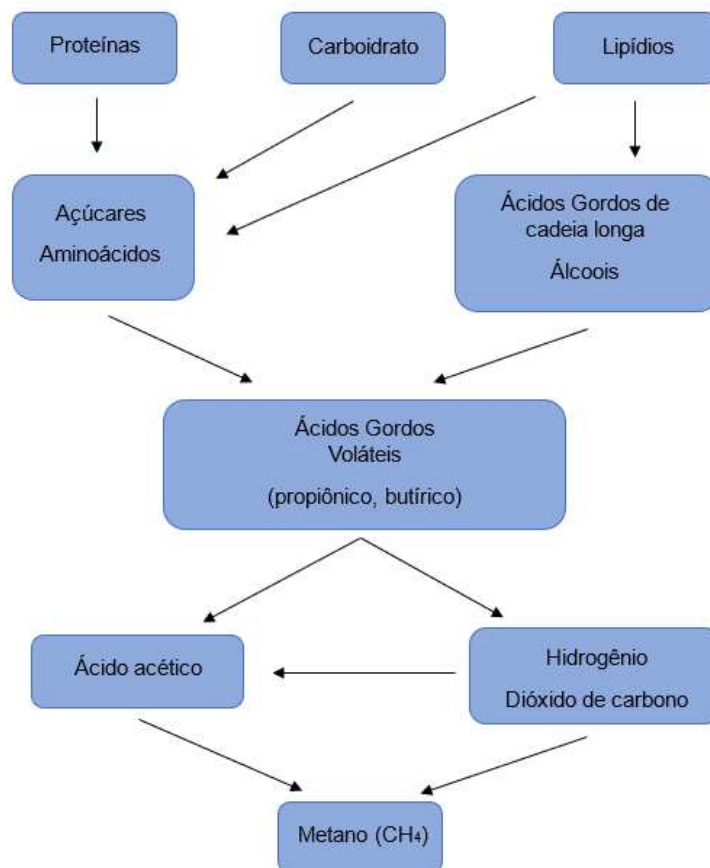 Proteínas
Carboidrato
Lipídios
Açúcares
Aminoácidos
Ácidos Gordos de
cadeia longa
Álcoois
Ácidos Gordos
Voláteis
(propiônico, butírico)
Ácido acético
Hidrogênio
Dióxido de carbono
Metano (CH₄)